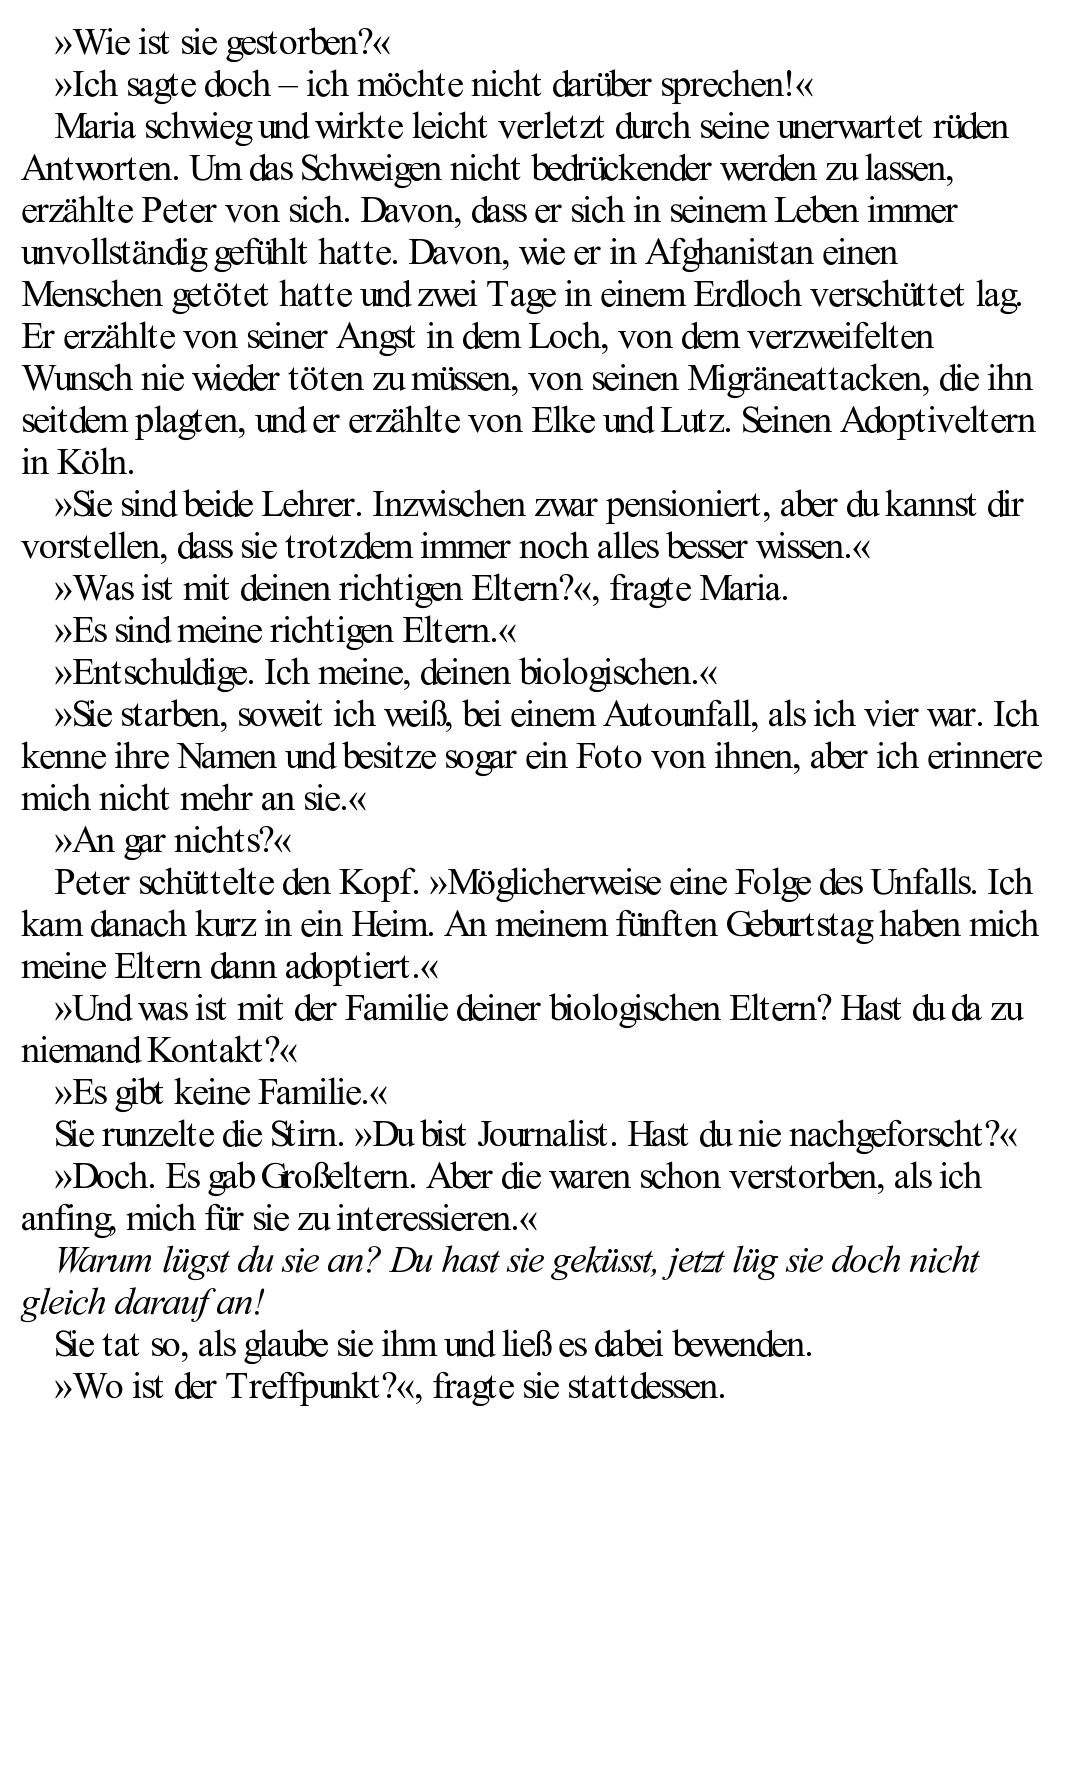 »Wie ist sie gestorben?«
»Ich sagte doch – ich möchte nicht darüber sprechen!«
Maria schwieg und wirkte leicht verletzt durch seine unerwartet rüden
Antworten. Um das Schweigen nicht bedrückender werden zu lassen,
erzählte Peter von sich. Davon, dass er sich in seinem Leben immer
unvollständig gefühlt hatte. Davon, wie er in Afghanistan einen
Menschen getötet hatte und zwei Tage in einem Erdloch verschüttet lag.
Er erzählte von seiner Angst in dem Loch, von dem verzweifelten
Wunsch nie wieder töten zu müssen, von seinen Migräneattacken, die ihn
seitdem plagten, und er erzählte von Elke und Lutz. Seinen Adoptiveltern
in Köln.
»Sie sind beide Lehrer. Inzwischen zwar pensioniert, aber du kannst dir
vorstellen, dass sie trotzdem immer noch alles besser wissen.«
»Was ist mit deinen richtigen Eltern?«, fragte Maria.
»Es sind meine richtigen Eltern.«
»Entschuldige. Ich meine, deinen biologischen.«
»Sie starben, soweit ich weiß, bei einem Autounfall, als ich vier war. Ich
kenne ihre Namen und besitze sogar ein Foto von ihnen, aber ich erinnere
mich nicht mehr an sie.«
»An gar nichts?«
Peter schüttelte den Kopf. »Möglicherweise eine Folge des Unfalls. Ich
kam danach kurz in ein Heim. An meinem fünften Geburtstag haben mich
meine Eltern dann adoptiert.«
»Und was ist mit der Familie deiner biologischen Eltern? Hast du da zu
niemand Kontakt?«
»Es gibt keine Familie.«
Sie runzelte die Stirn. »Du bist Journalist. Hast du nie nachgeforscht?«
»Doch. Es gab Großeltern. Aber die waren schon verstorben, als ich
anfing, mich für sie zu interessieren.«
Warum lügst du sie an? Du hast sie geküsst, jetzt lüg sie doch nicht
gleich darauf an!
Sie tat so, als glaube sie ihm und ließ es dabei bewenden.
»Wo ist der Treffpunkt?«, fragte sie stattdessen.